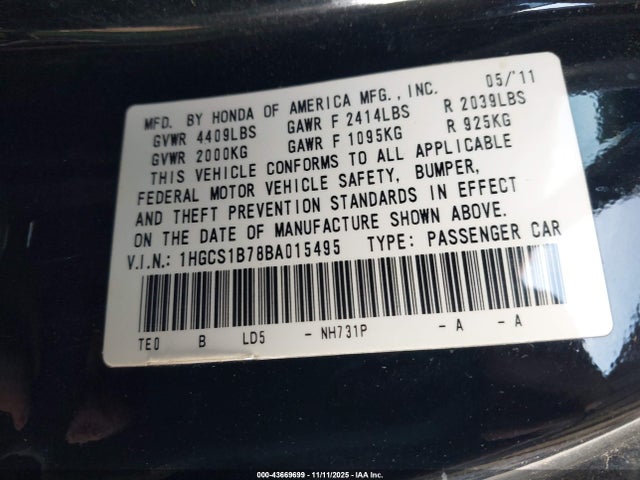 MFD. BY HONDA OF AMERICA MFG., INC. 05/'11
GVWR 4409LBS GAWR F 2414LBS R 2039LBS
GVWR 2000KG GAWR F 1095KG R 925KG
THIS VEHICLE CONFORMS TO ALL APPLICABLE
FEDERAL MOTOR VEHICLE SAFETY, BUMPER,
AND THEFT PREVENTION STANDARDS IN EFFECT
ON THE DATE OF MANUFACTURE SHOWN ABOVE.
V.I.N.: 1HGCS1B78BA015495 TYPE: PASSENGER CAR
TE0 B LD5 - NH731P - A - A
000-43669699 - 11/11/2025 - IAA Inc.